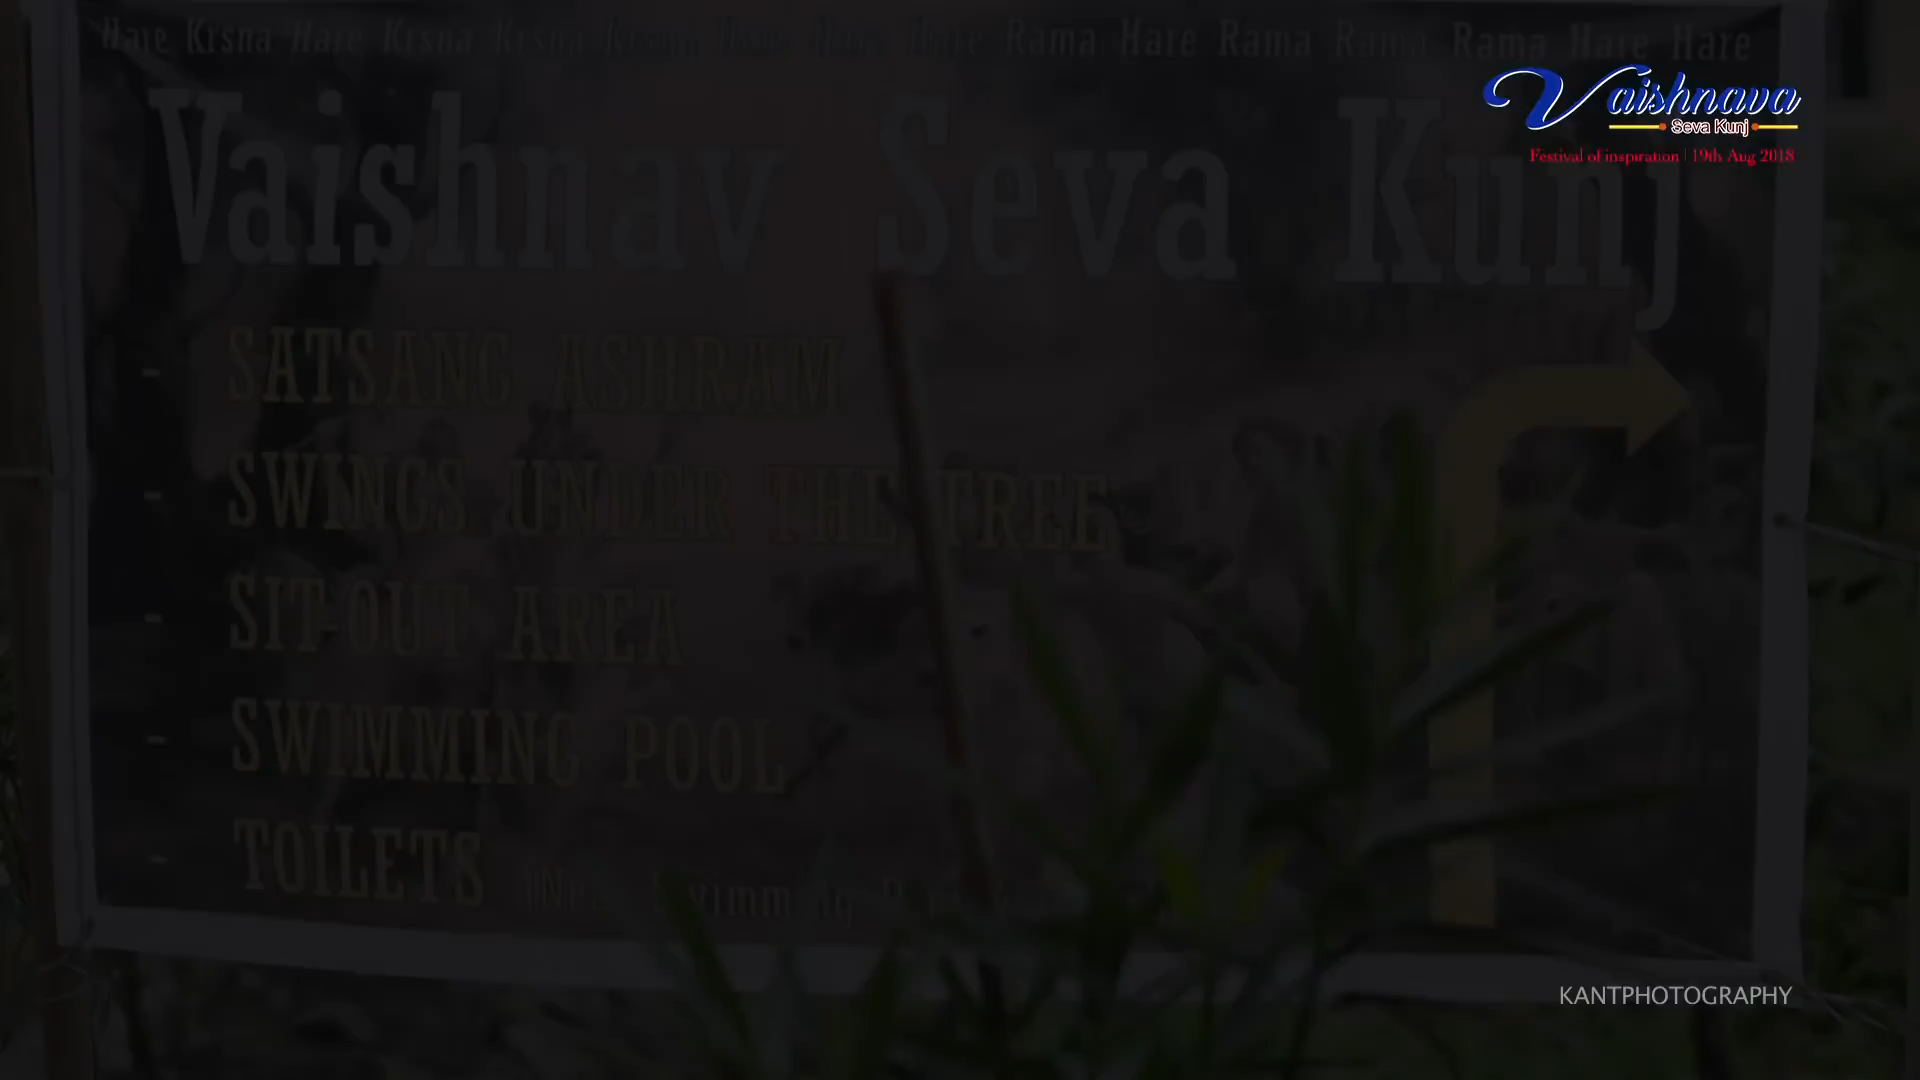 Hare Krsna Hare Krsna Krsna Krsna Hare Hare Hare Rama Hare Rama Rama Rama Hare Hare
Vaishnava
Seva Kunj
Festival of inspiration | 19th Aug 2018
Vaishnav Seva Kunj
- SATSANG ASHRAM
- SWINGS UNDER THE TREE
- SIT-OUT AREA
- SWIMMING POOL
- TOILETS (Near Swimming
KANTPHOTOGRAPHY